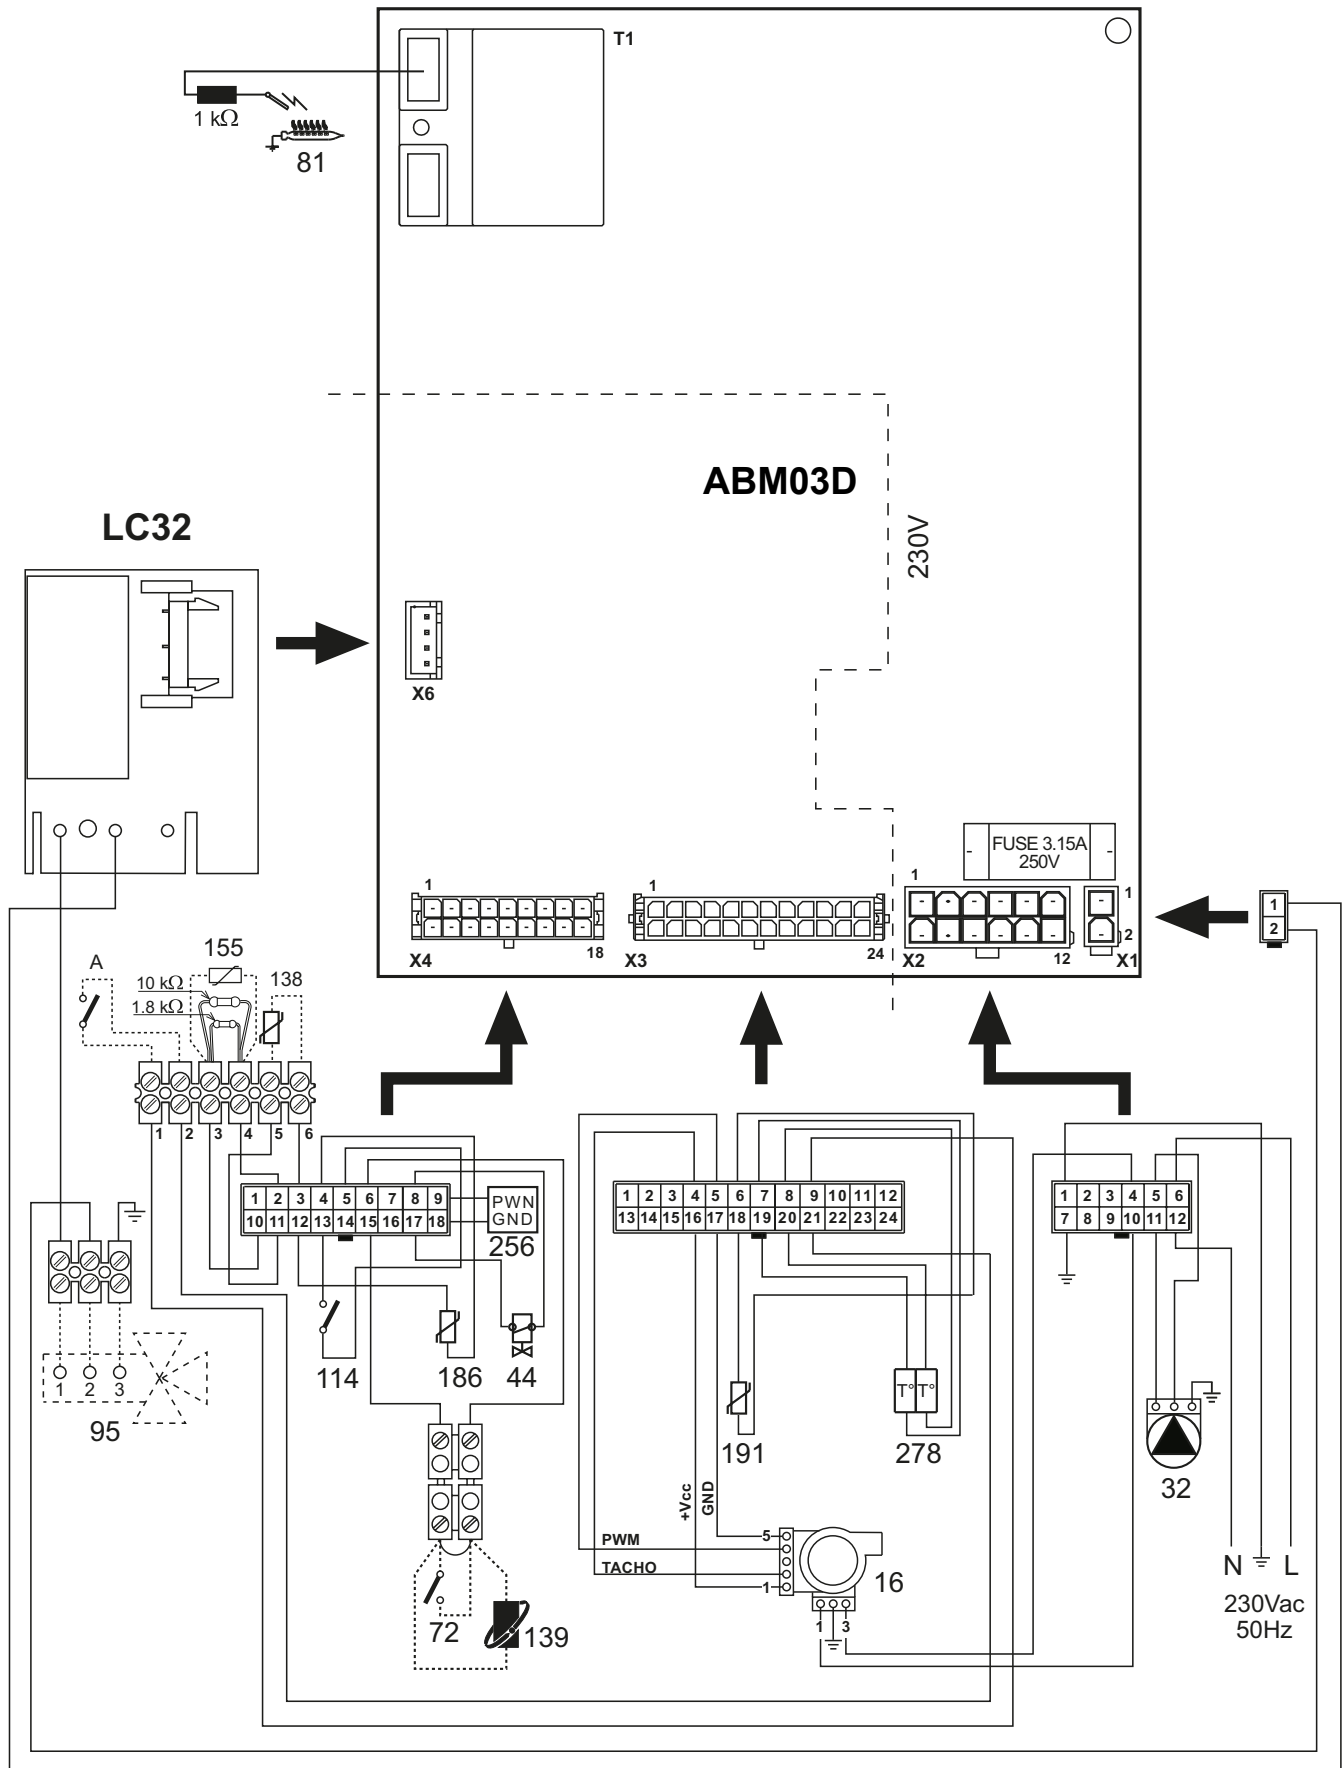 T1
1 kΩ
81
ABM03D
230V
LC32
X6
FUSE 3.15A
250V
-
-
1
1
1
1
2
X4
18
X3
24
X2
12
X1
1
2
A
155
10 kΩ
1.8 kΩ
138
1 2 3 4 5 6
1 2 3 4 5 6 7 8 9
10 11 12 13 14 15 16 17 18
PWN
GND
256
1 2 3 4 5 6 7 8 9 10 11 12
13 14 15 16 17 18 19 20 21 22 23 24
1 2 3 4 5 6
7 8 9 10 11 12
1 2 3
95
114
186
44
191
T° T°
278
32
+Vcc
GND
PWM
TACHO
5
1
16
1 3
72
139
N
L
230Vac
50Hz